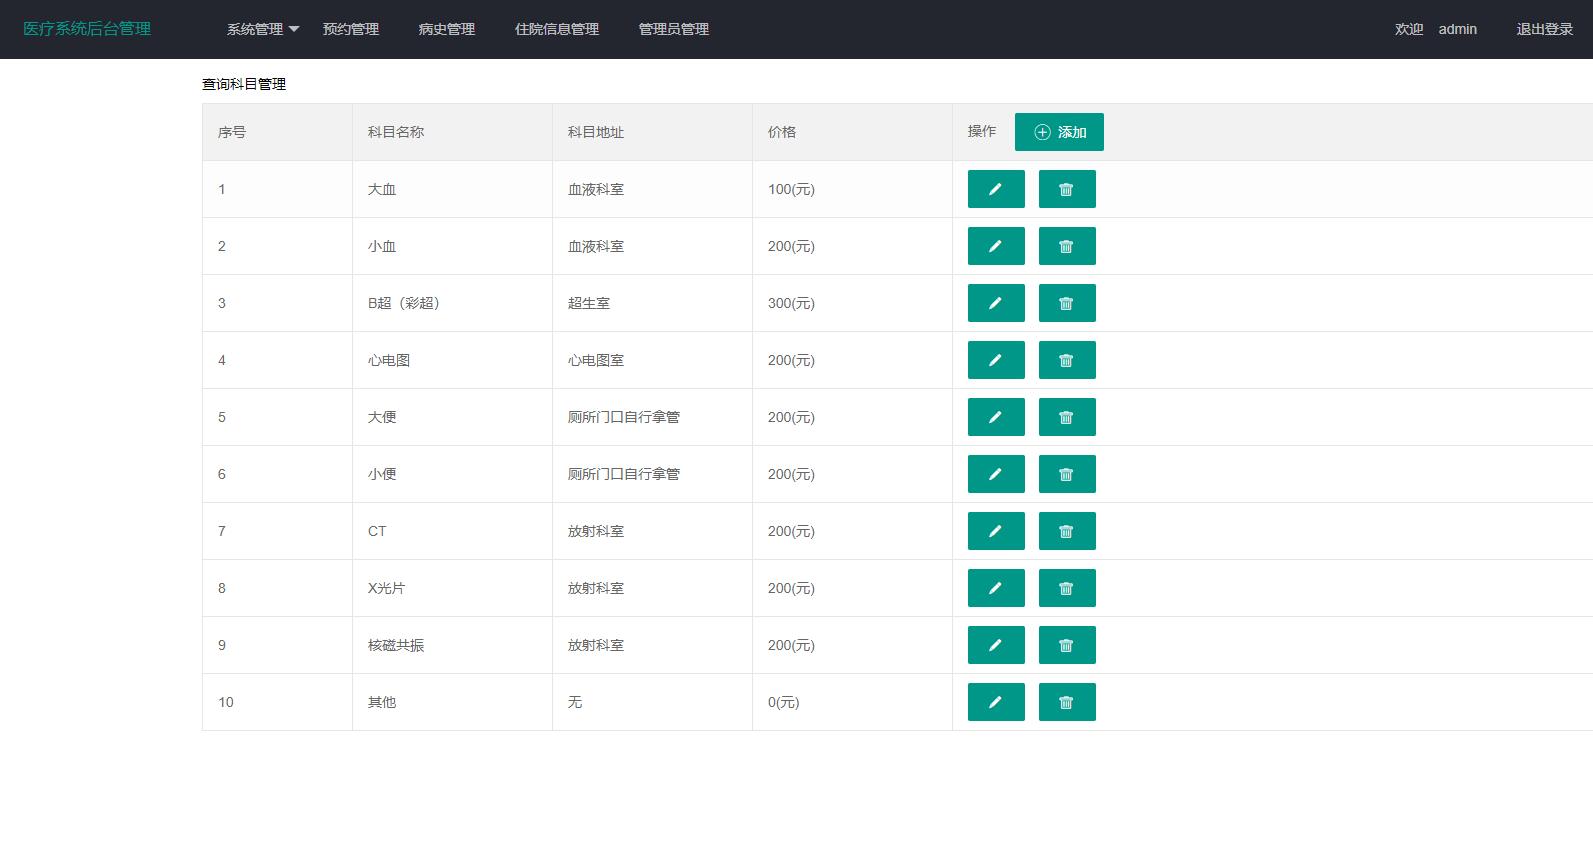 医疗系统后台管理 系统管理 预约管理 病史管理 住院信息管理 管理员管理 欢迎 admin 退出登录
查询科目管理
序号 科目名称 科目地址 价格 操作 添加
1 大血 血液科室 100(元)
2 小血 血液科室 200(元)
3 B超（彩超） 超生室 300(元)
4 心电图 心电图室 200(元)
5 大便 厕所门口自行拿管 200(元)
6 小便 厕所门口自行拿管 200(元)
7 CT 放射科室 200(元)
8 X光片 放射科室 200(元)
9 核磁共振 放射科室 200(元)
10 其他 无 0(元)